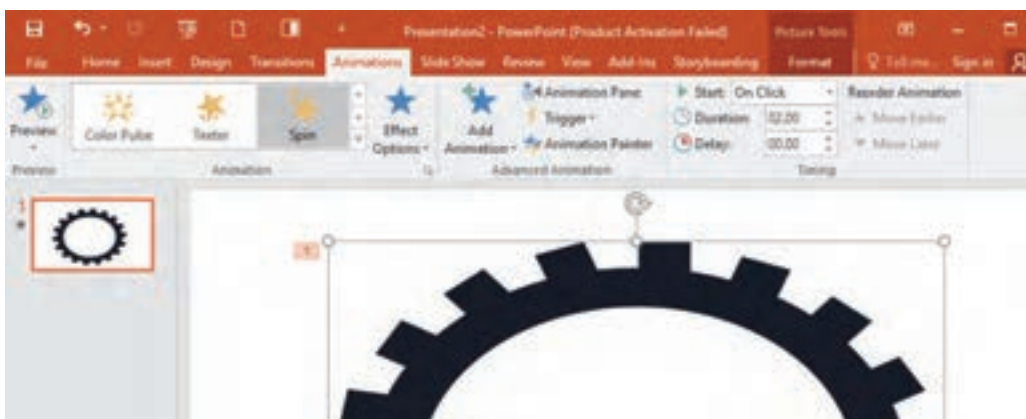 Presentation2 - PowerPoint (Product Activation Failed)
Picture Tools
File Home Insert Design Transitions Animations Slide Show Review View Add-Ins Storyboarding Format Tell me... Sign in
Preview
Color Pulse Teeter Spin
Effect Options
Add Animation
Animation Pane
Trigger
Animation Painter
Start: On Click
Duration: 02.00
Delay: 00.00
Reorder Animation
Move Earlier
Move Later
Preview Animation Advanced Animation Timing
1
1